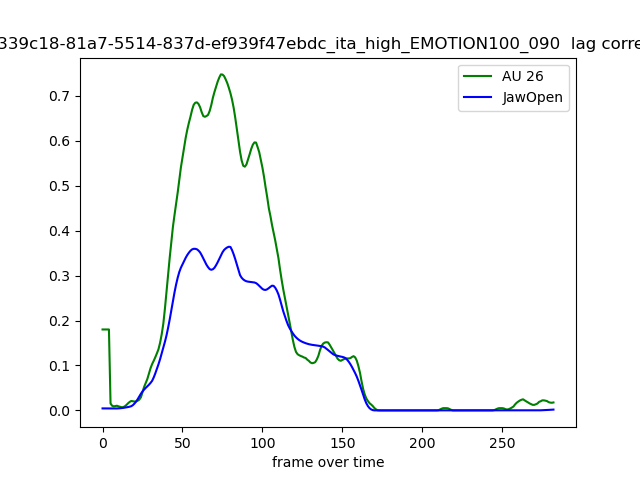 339c18-81a7-5514-837d-ef939f47ebdc_ita_high_EMOTION100_090 lag corre
AU 26
JawOpen
0.7
0.6
0.5
0.4
0.3
0.2
0.1
0.0
0 50 100 150 200 250
frame over time